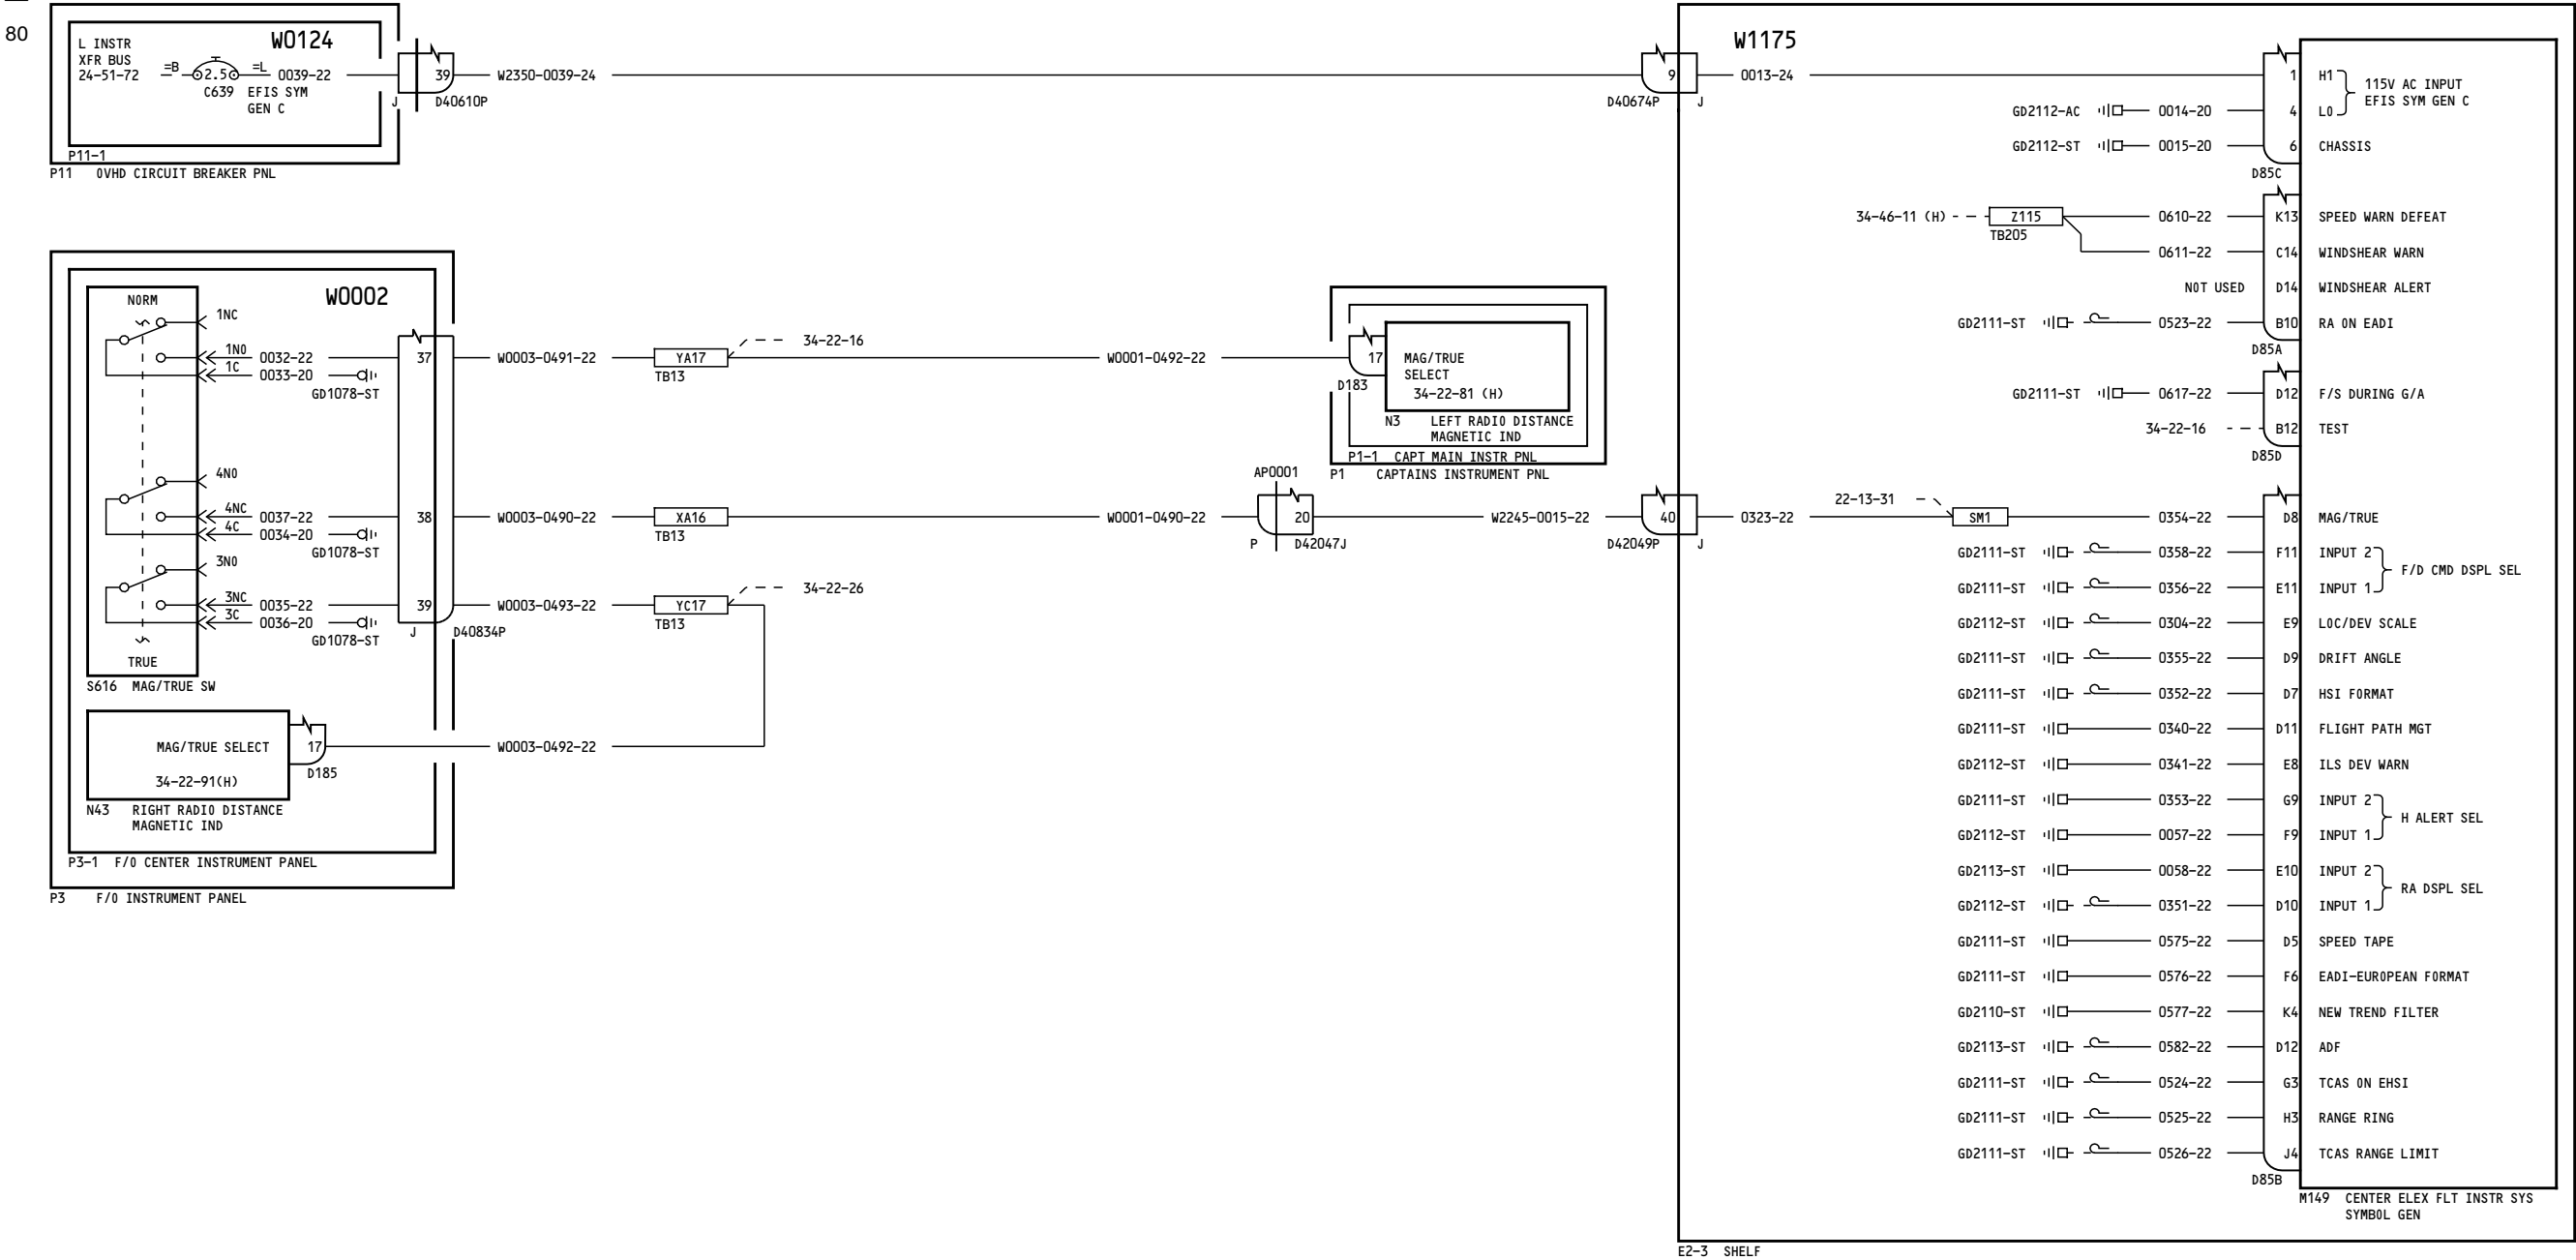 80
L INSTR
XFR BUS
24-51-72
=B
2.5
=L
0039-22
C639
EFIS SYM
GEN C
W0124
P11-1
P11 OVHD CIRCUIT BREAKER PNL
J
39
D40610P
W2350-0039-24
9
D40674P
J
W1175
0013-24
1
H1
115V AC INPUT
EFIS SYM GEN C
GD2112-AC
0014-20
4
LO
GD2112-ST
0015-20
6
CHASSIS
D85C
34-46-11 (H)
Z115
TB205
0610-22
K13
SPEED WARN DEFEAT
0611-22
C14
WINDSHEAR WARN
NOT USED
D14
WINDSHEAR ALERT
GD2111-ST
0523-22
B10
RA ON EADI
D85A
GD2111-ST
0617-22
D12
F/S DURING G/A
34-22-16
B12
TEST
D85D
W0002
NORM
1NC
1NO
0032-22
1C
0033-20
GD1078-ST
4NO
4NC
0037-22
4C
0034-20
GD1078-ST
3NO
3NC
0035-22
3C
0036-20
GD1078-ST
TRUE
S616 MAG/TRUE SW
37
38
39
J
D40834P
W0003-0491-22
YA17
TB13
34-22-16
W0001-0492-22
17
D183
MAG/TRUE
SELECT
34-22-81 (H)
N3 LEFT RADIO DISTANCE
MAGNETIC IND
P1-1 CAPT MAIN INSTR PNL
P1 CAPTAINS INSTRUMENT PNL
W0003-0490-22
XA16
TB13
W0001-0490-22
AP0001
20
P
D42047J
W2245-0015-22
40
D42049P
J
0323-22
22-13-31
SM1
0354-22
D8
MAG/TRUE
W0003-0493-22
YC17
TB13
34-22-26
MAG/TRUE SELECT
34-22-91(H)
17
D185
W0003-0492-22
N43 RIGHT RADIO DISTANCE
MAGNETIC IND
P3-1 F/O CENTER INSTRUMENT PANEL
P3 F/O INSTRUMENT PANEL
GD2111-ST
0358-22
F11
INPUT 2
F/D CMD DSPL SEL
GD2111-ST
0356-22
E11
INPUT 1
GD2112-ST
0304-22
E9
LOC/DEV SCALE
GD2111-ST
0355-22
D9
DRIFT ANGLE
GD2111-ST
0352-22
D7
HSI FORMAT
GD2111-ST
0340-22
D11
FLIGHT PATH MGT
GD2112-ST
0341-22
E8
ILS DEV WARN
GD2111-ST
0353-22
G9
INPUT 2
H ALERT SEL
GD2112-ST
0057-22
F9
INPUT 1
GD2113-ST
0058-22
E10
INPUT 2
RA DSPL SEL
GD2112-ST
0351-22
D10
INPUT 1
GD2111-ST
0575-22
D5
SPEED TAPE
GD2111-ST
0576-22
F6
EADI-EUROPEAN FORMAT
GD2110-ST
0577-22
K4
NEW TREND FILTER
GD2113-ST
0582-22
D12
ADF
GD2111-ST
0524-22
G3
TCAS ON EHSI
GD2111-ST
0525-22
H3
RANGE RING
GD2111-ST
0526-22
J4
TCAS RANGE LIMIT
D85B
M149 CENTER ELEX FLT INSTR SYS
SYMBOL GEN
E2-3 SHELF